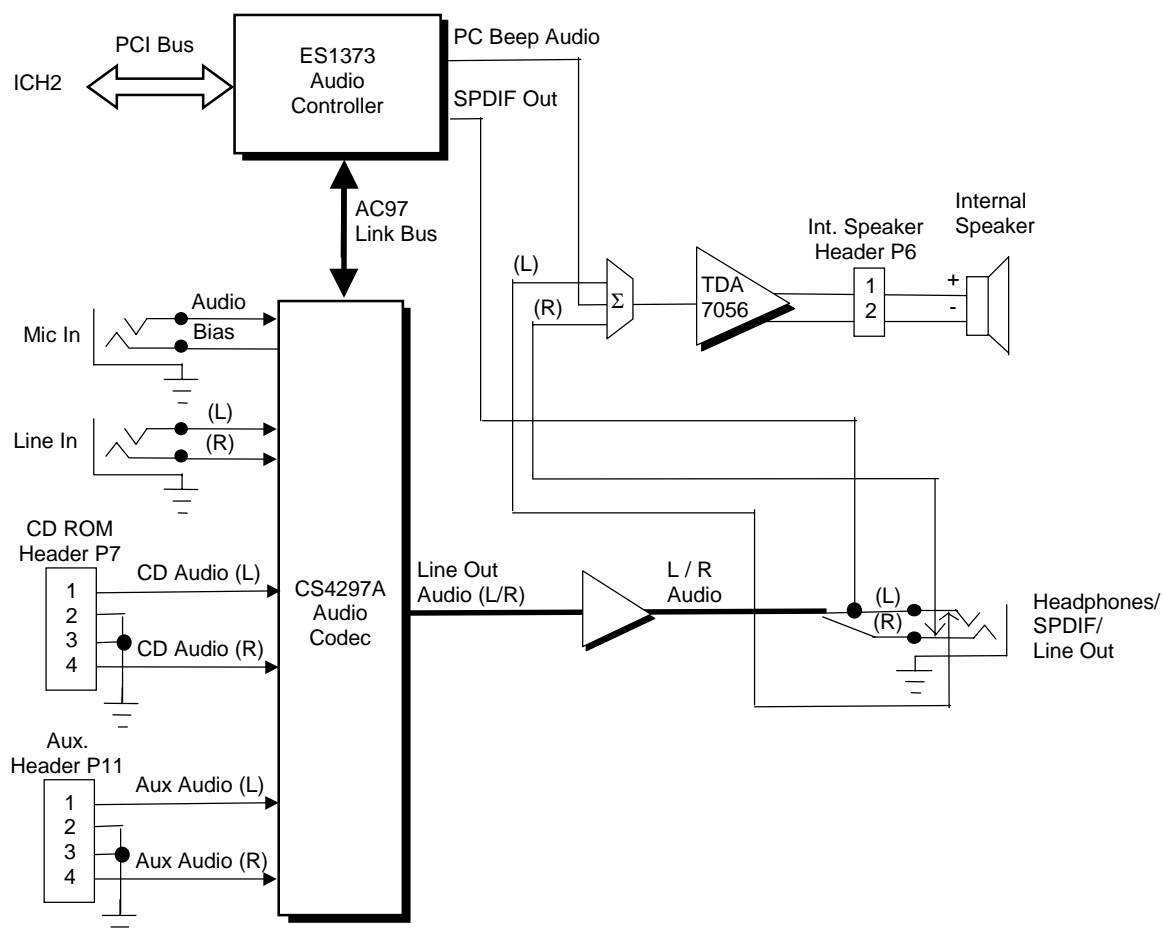 PCI Bus
ICH2
ES1373
Audio
Controller
PC Beep Audio
SPDIF Out
AC97
Link Bus
Internal
Speaker
Int. Speaker
Header P6
(L)
(R)
Σ
TDA
7056
1
2
+
-
Mic In
Audio
Bias
Line In
(L)
(R)
CD ROM
Header P7
1
2
3
4
CD Audio (L)
CD Audio (R)
CS4297A
Audio
Codec
Line Out
Audio (L/R)
L / R
Audio
(L)
(R)
Headphones/
SPDIF/
Line Out
Aux.
Header P11
1
2
3
4
Aux Audio (L)
Aux Audio (R)